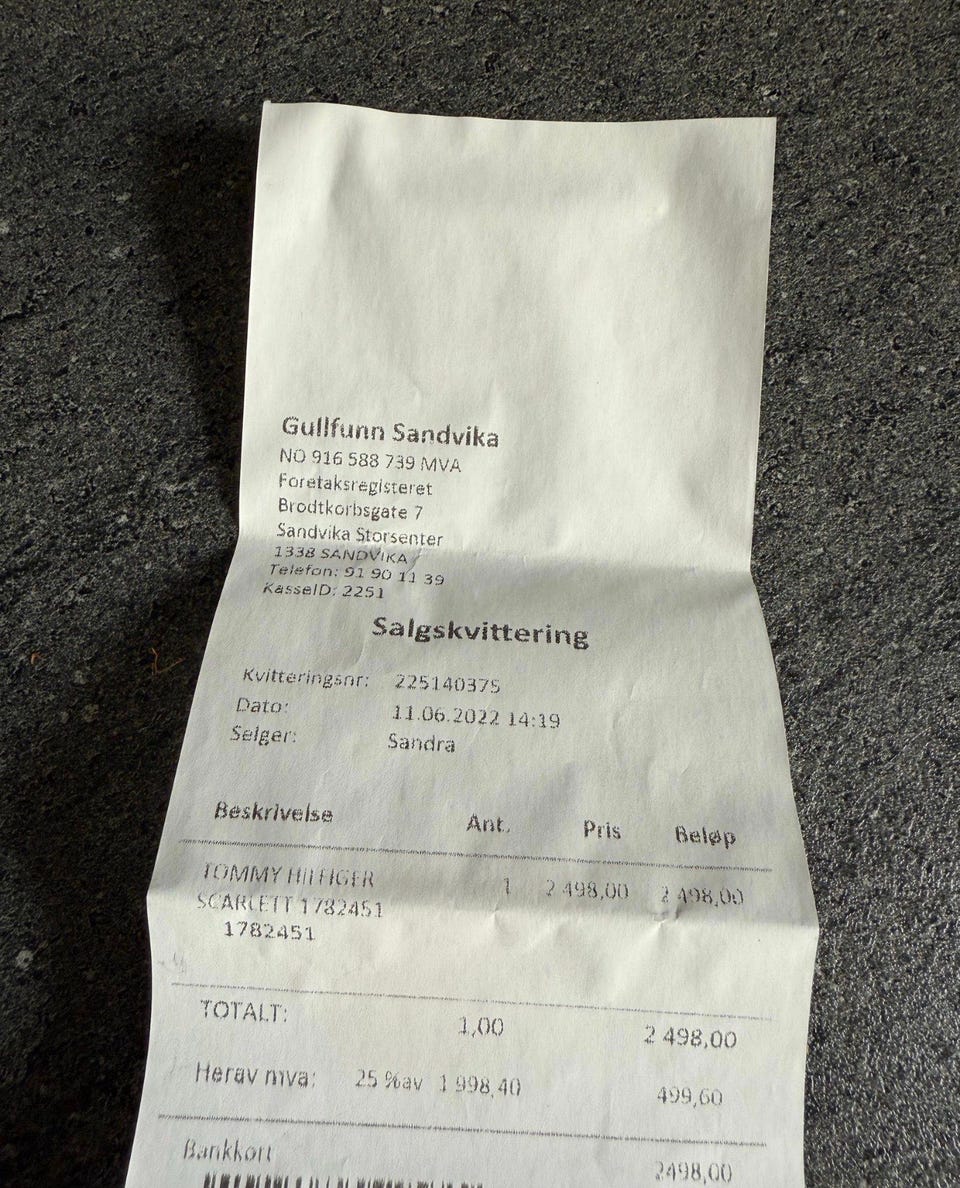 Gullfunn Sandvika
NO 916 588 739 MVA
Foretaksregisteret
Brodtkorbsgate 7
Sandvika Storsenter
1338 SANDVIKA
Telefon: 91 90 11 39
KasseID: 2251
Salgskvittering
Kvitteringsnr: 225140375
Dato: 11.06.2022 14:19
Selger: Sandra
Beskrivelse Ant. Pris Beløp
TOMMY HILFIGER 1 2 498,00 2 498,00
SCARLETT 1782451
1782451
TOTALT: 1,00 2 498,00
Herav mva: 25 %av 1 998,40 499,60
Bankkort 2498,00